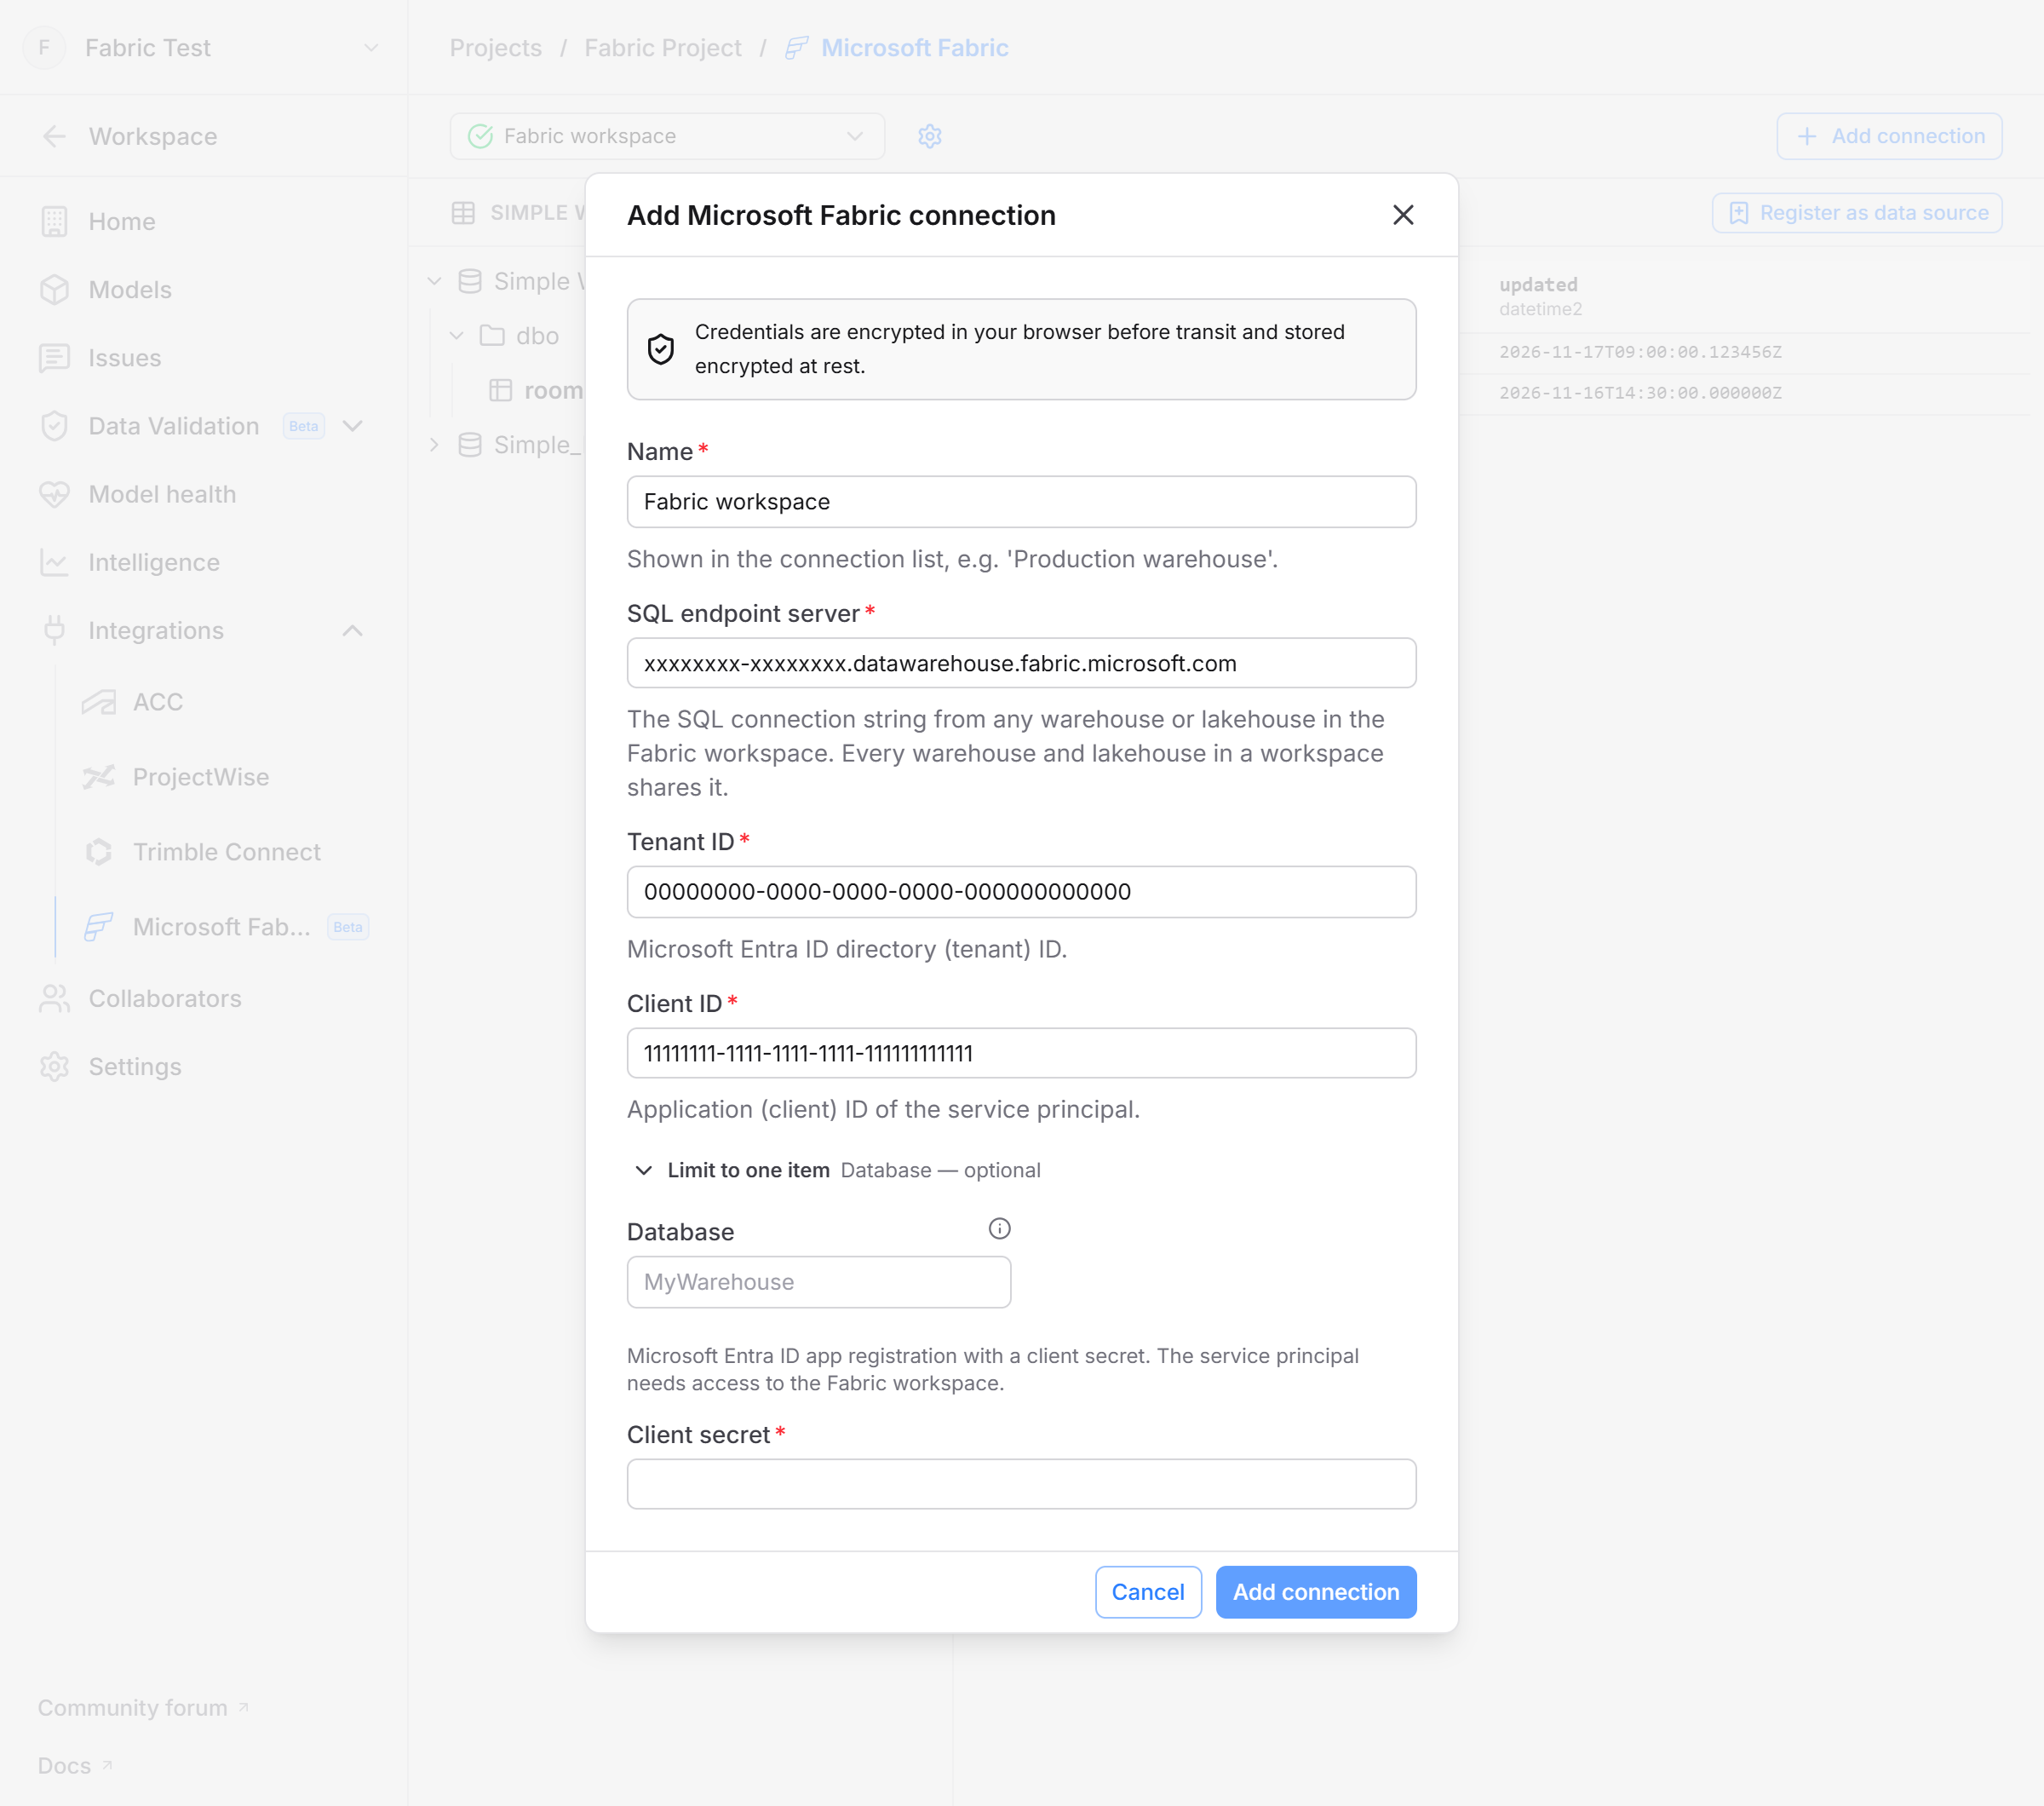 F
Fabric Test
Projects / Fabric Project / Microsoft Fabric
Workspace
Fabric workspace
Add connection
SIMPLE W
Register as data source
Home
Models
Issues
Data Validation Beta
Model health
Intelligence
Integrations
ACC
ProjectWise
Trimble Connect
Microsoft Fab... Beta
Collaborators
Settings
Community forum
Docs
Simple W
dbo
room
Simple_
updated
datetime2
2026-11-17T09:00:00.123456Z
2026-11-16T14:30:00.000000Z
Add Microsoft Fabric connection
Credentials are encrypted in your browser before transit and stored
encrypted at rest.
Name*
Fabric workspace
Shown in the connection list, e.g. 'Production warehouse'.
SQL endpoint server*
xxxxxxxx-xxxxxxxx.datawarehouse.fabric.microsoft.com
The SQL connection string from any warehouse or lakehouse in the
Fabric workspace. Every warehouse and lakehouse in a workspace
shares it.
Tenant ID*
00000000-0000-0000-0000-000000000000
Microsoft Entra ID directory (tenant) ID.
Client ID*
11111111-1111-1111-1111-111111111111
Application (client) ID of the service principal.
Limit to one item Database — optional
Database
MyWarehouse
Microsoft Entra ID app registration with a client secret. The service principal
needs access to the Fabric workspace.
Client secret*
Cancel
Add connection